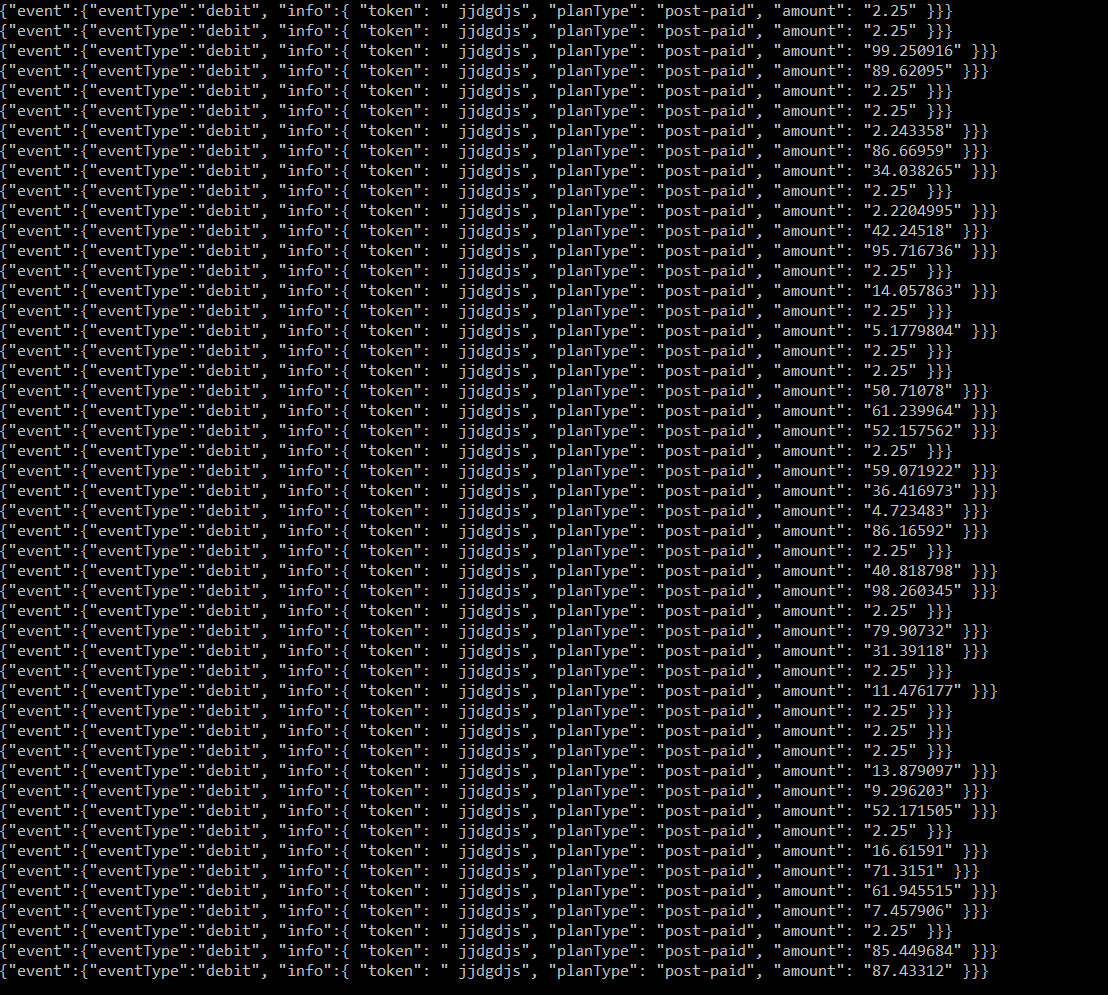 {"event":{"eventType":"debit", "info":{ "token": " jjdgdjs", "planType": "post-paid", "amount": "2.25" }}}
{"event":{"eventType":"debit", "info":{ "token": " jjdgdjs", "planType": "post-paid", "amount": "2.25" }}}
{"event":{"eventType":"debit", "info":{ "token": " jjdgdjs", "planType": "post-paid", "amount": "99.250916" }}}
{"event":{"eventType":"debit", "info":{ "token": " jjdgdjs", "planType": "post-paid", "amount": "89.62095" }}}
{"event":{"eventType":"debit", "info":{ "token": " jjdgdjs", "planType": "post-paid", "amount": "2.25" }}}
{"event":{"eventType":"debit", "info":{ "token": " jjdgdjs", "planType": "post-paid", "amount": "2.25" }}}
{"event":{"eventType":"debit", "info":{ "token": " jjdgdjs", "planType": "post-paid", "amount": "2.243358" }}}
{"event":{"eventType":"debit", "info":{ "token": " jjdgdjs", "planType": "post-paid", "amount": "86.66959" }}}
{"event":{"eventType":"debit", "info":{ "token": " jjdgdjs", "planType": "post-paid", "amount": "34.038265" }}}
{"event":{"eventType":"debit", "info":{ "token": " jjdgdjs", "planType": "post-paid", "amount": "2.25" }}}
{"event":{"eventType":"debit", "info":{ "token": " jjdgdjs", "planType": "post-paid", "amount": "2.2204995" }}}
{"event":{"eventType":"debit", "info":{ "token": " jjdgdjs", "planType": "post-paid", "amount": "42.24518" }}}
{"event":{"eventType":"debit", "info":{ "token": " jjdgdjs", "planType": "post-paid", "amount": "95.716736" }}}
{"event":{"eventType":"debit", "info":{ "token": " jjdgdjs", "planType": "post-paid", "amount": "2.25" }}}
{"event":{"eventType":"debit", "info":{ "token": " jjdgdjs", "planType": "post-paid", "amount": "14.057863" }}}
{"event":{"eventType":"debit", "info":{ "token": " jjdgdjs", "planType": "post-paid", "amount": "2.25" }}}
{"event":{"eventType":"debit", "info":{ "token": " jjdgdjs", "planType": "post-paid", "amount": "5.1779804" }}}
{"event":{"eventType":"debit", "info":{ "token": " jjdgdjs", "planType": "post-paid", "amount": "2.25" }}}
{"event":{"eventType":"debit", "info":{ "token": " jjdgdjs", "planType": "post-paid", "amount": "2.25" }}}
{"event":{"eventType":"debit", "info":{ "token": " jjdgdjs", "planType": "post-paid", "amount": "50.71078" }}}
{"event":{"eventType":"debit", "info":{ "token": " jjdgdjs", "planType": "post-paid", "amount": "61.239964" }}}
{"event":{"eventType":"debit", "info":{ "token": " jjdgdjs", "planType": "post-paid", "amount": "52.157562" }}}
{"event":{"eventType":"debit", "info":{ "token": " jjdgdjs", "planType": "post-paid", "amount": "2.25" }}}
{"event":{"eventType":"debit", "info":{ "token": " jjdgdjs", "planType": "post-paid", "amount": "59.071922" }}}
{"event":{"eventType":"debit", "info":{ "token": " jjdgdjs", "planType": "post-paid", "amount": "36.416973" }}}
{"event":{"eventType":"debit", "info":{ "token": " jjdgdjs", "planType": "post-paid", "amount": "4.723483" }}}
{"event":{"eventType":"debit", "info":{ "token": " jjdgdjs", "planType": "post-paid", "amount": "86.16592" }}}
{"event":{"eventType":"debit", "info":{ "token": " jjdgdjs", "planType": "post-paid", "amount": "2.25" }}}
{"event":{"eventType":"debit", "info":{ "token": " jjdgdjs", "planType": "post-paid", "amount": "40.818798" }}}
{"event":{"eventType":"debit", "info":{ "token": " jjdgdjs", "planType": "post-paid", "amount": "98.260345" }}}
{"event":{"eventType":"debit", "info":{ "token": " jjdgdjs", "planType": "post-paid", "amount": "2.25" }}}
{"event":{"eventType":"debit", "info":{ "token": " jjdgdjs", "planType": "post-paid", "amount": "79.90732" }}}
{"event":{"eventType":"debit", "info":{ "token": " jjdgdjs", "planType": "post-paid", "amount": "31.39118" }}}
{"event":{"eventType":"debit", "info":{ "token": " jjdgdjs", "planType": "post-paid", "amount": "2.25" }}}
{"event":{"eventType":"debit", "info":{ "token": " jjdgdjs", "planType": "post-paid", "amount": "11.476177" }}}
{"event":{"eventType":"debit", "info":{ "token": " jjdgdjs", "planType": "post-paid", "amount": "2.25" }}}
{"event":{"eventType":"debit", "info":{ "token": " jjdgdjs", "planType": "post-paid", "amount": "2.25" }}}
{"event":{"eventType":"debit", "info":{ "token": " jjdgdjs", "planType": "post-paid", "amount": "2.25" }}}
{"event":{"eventType":"debit", "info":{ "token": " jjdgdjs", "planType": "post-paid", "amount": "13.879097" }}}
{"event":{"eventType":"debit", "info":{ "token": " jjdgdjs", "planType": "post-paid", "amount": "9.296203" }}}
{"event":{"eventType":"debit", "info":{ "token": " jjdgdjs", "planType": "post-paid", "amount": "52.171505" }}}
{"event":{"eventType":"debit", "info":{ "token": " jjdgdjs", "planType": "post-paid", "amount": "2.25" }}}
{"event":{"eventType":"debit", "info":{ "token": " jjdgdjs", "planType": "post-paid", "amount": "16.61591" }}}
{"event":{"eventType":"debit", "info":{ "token": " jjdgdjs", "planType": "post-paid", "amount": "71.3151" }}}
{"event":{"eventType":"debit", "info":{ "token": " jjdgdjs", "planType": "post-paid", "amount": "61.945515" }}}
{"event":{"eventType":"debit", "info":{ "token": " jjdgdjs", "planType": "post-paid", "amount": "7.457906" }}}
{"event":{"eventType":"debit", "info":{ "token": " jjdgdjs", "planType": "post-paid", "amount": "2.25" }}}
{"event":{"eventType":"debit", "info":{ "token": " jjdgdjs", "planType": "post-paid", "amount": "85.449684" }}}
{"event":{"eventType":"debit", "info":{ "token": " jjdgdjs", "planType": "post-paid", "amount": "87.43312" }}}